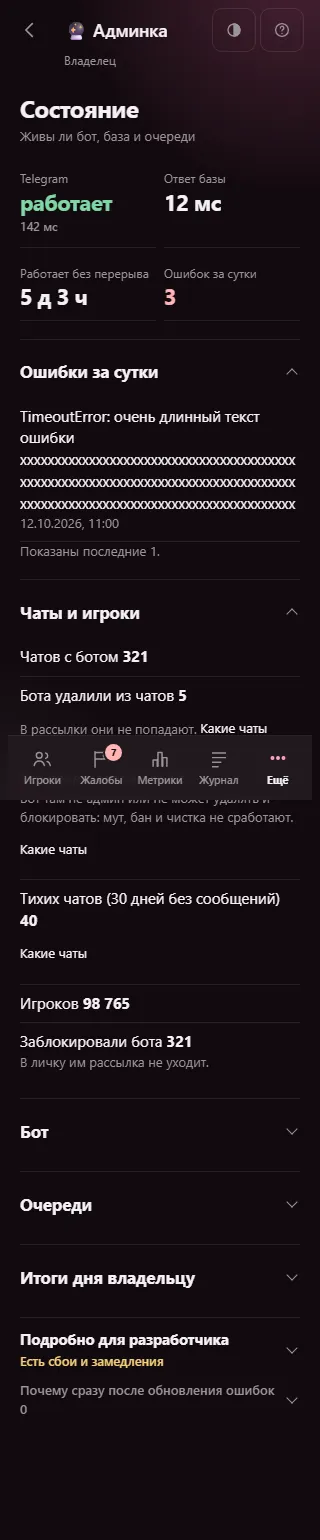 Админка
Владелец
Состояние
Живы ли бот, база и очереди
Telegram
работает
142 мс
Ответ базы
12 мс
Работает без перерыва
5 д 3 ч
Ошибок за сутки
3
Ошибки за сутки
TimeoutError: очень длинный текст
ошибки
xxxxxxxxxxxxxxxxxxxxxxxxxxxxxxxxxxxxxxxx
xxxxxxxxxxxxxxxxxxxxxxxxxxxxxxxxxxxxxxxx
xxxxxxxxxxxxxxxxxxxxxxxxxxxxxxxxxxxxxxxx
12.10.2026, 11:00
Показаны последние 1.
Чаты и игроки
Чатов с ботом 321
Бота удалили из чатов 5
В рассылки они не попадают. Какие чаты
Игроки
Жалобы
7
Метрики
Журнал
Ещё
Бот там не админ или не может удалять и
блокировать: мут, бан и чистка не сработают.
Какие чаты
Тихих чатов (30 дней без сообщений)
40
Какие чаты
Игроков 98 765
Заблокировали бота 321
В личку им рассылка не уходит.
Бот
Очереди
Итоги дня владельцу
Подробно для разработчика
Есть сбои и замедления
Почему сразу после обновления ошибок
0